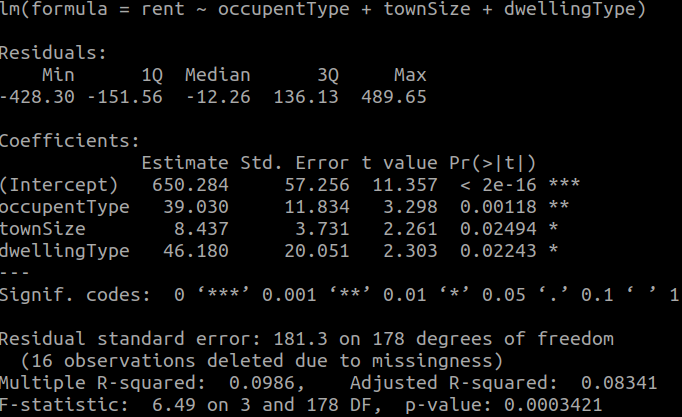 lm(formula = rent ~ occupentType + townSize + dwellingType)
Residuals:
Min 1Q Median 3Q Max
-428.30 -151.56 -12.26 136.13 489.65
Coefficients:
Estimate Std. Error t value Pr(>|t|)
(Intercept) 650.284 57.256 11.357 < 2e-16 ***
occupentType 39.030 11.834 3.298 0.00118 **
townSize 8.437 3.731 2.261 0.02494 *
dwellingType 46.180 20.051 2.303 0.02243 *
---
Signif. codes: 0 ‘***’ 0.001 ‘**’ 0.01 ‘*’ 0.05 ‘.’ 0.1 ‘ ’ 1
Residual standard error: 181.3 on 178 degrees of freedom
(16 observations deleted due to missingness)
Multiple R-squared: 0.0986, Adjusted R-squared: 0.08341
F-statistic: 6.49 on 3 and 178 DF, p-value: 0.0003421